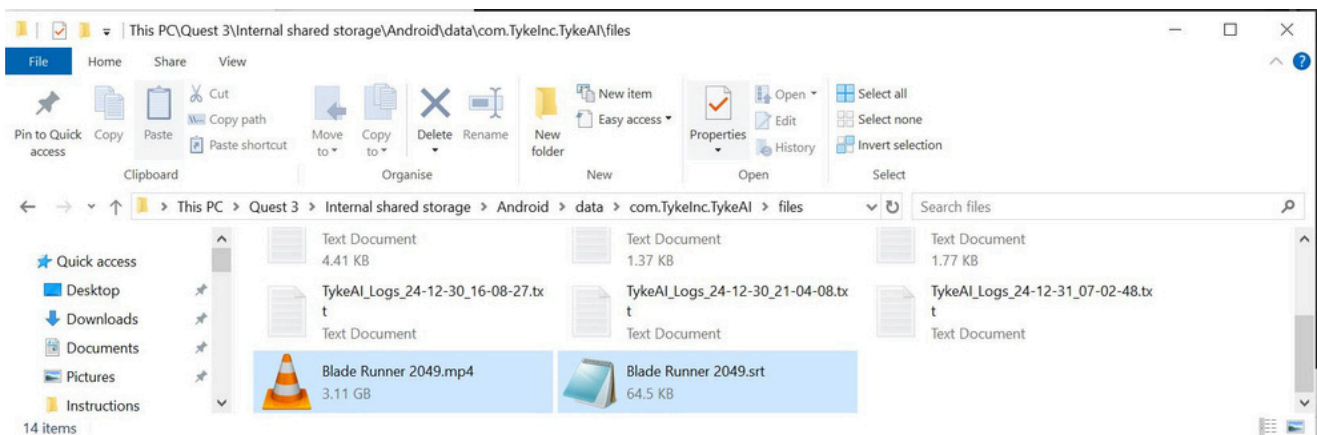 This PC\Quest 3\Internal shared storage\Android\data\com.TykeInc.TykeAI\files
File Home Share View
Pin to Quick access
Copy
Paste
Cut
Copy path
Paste shortcut
Clipboard
Move to
Copy to
Delete
Rename
Organise
New folder
New item
Easy access
New
Properties
Open
Edit
History
Open
Select all
Select none
Invert selection
Select
This PC > Quest 3 > Internal shared storage > Android > data > com.TykeInc.TykeAI > files
Search files
Quick access
Desktop
Downloads
Documents
Pictures
Instructions
Text Document
4.41 KB
Text Document
1.37 KB
Text Document
1.77 KB
TykeAI_Logs_24-12-30_16-08-27.tx
t
Text Document
TykeAI_Logs_24-12-30_21-04-08.tx
t
Text Document
TykeAI_Logs_24-12-31_07-02-48.tx
t
Text Document
Blade Runner 2049.mp4
3.11 GB
Blade Runner 2049.srt
64.5 KB
14 items